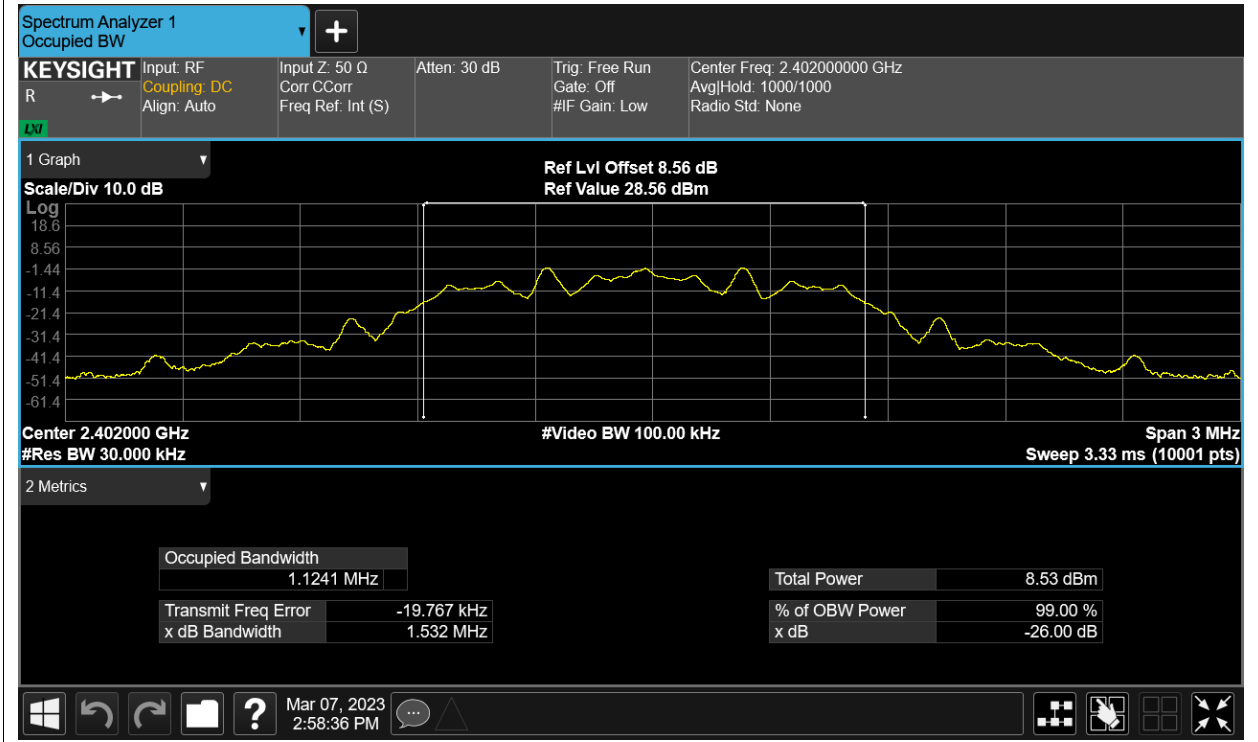 Spectrum Analyzer 1
Occupied BW
KEYSIGHT
R
LXI
Input: RF
Coupling: DC
Align: Auto
Input Z: 50 Ω
Corr CCorr
Freq Ref: Int (S)
Atten: 30 dB
Trig: Free Run
Gate: Off
#IF Gain: Low
Center Freq: 2.402000000 GHz
Avg|Hold: 1000/1000
Radio Std: None
1 Graph
Scale/Div 10.0 dB
Ref Lvl Offset 8.56 dB
Ref Value 28.56 dBm
Log
18.6
8.56
-1.44
-11.4
-21.4
-31.4
-41.4
-51.4
-61.4
Center 2.402000 GHz
#Video BW 100.00 kHz
Span 3 MHz
#Res BW 30.000 kHz
Sweep 3.33 ms (10001 pts)
2 Metrics
Occupied Bandwidth
1.1241 MHz
Total Power 8.53 dBm
Transmit Freq Error -19.767 kHz
% of OBW Power 99.00 %
x dB Bandwidth 1.532 MHz
x dB -26.00 dB
?
Mar 07, 2023
2:58:36 PM